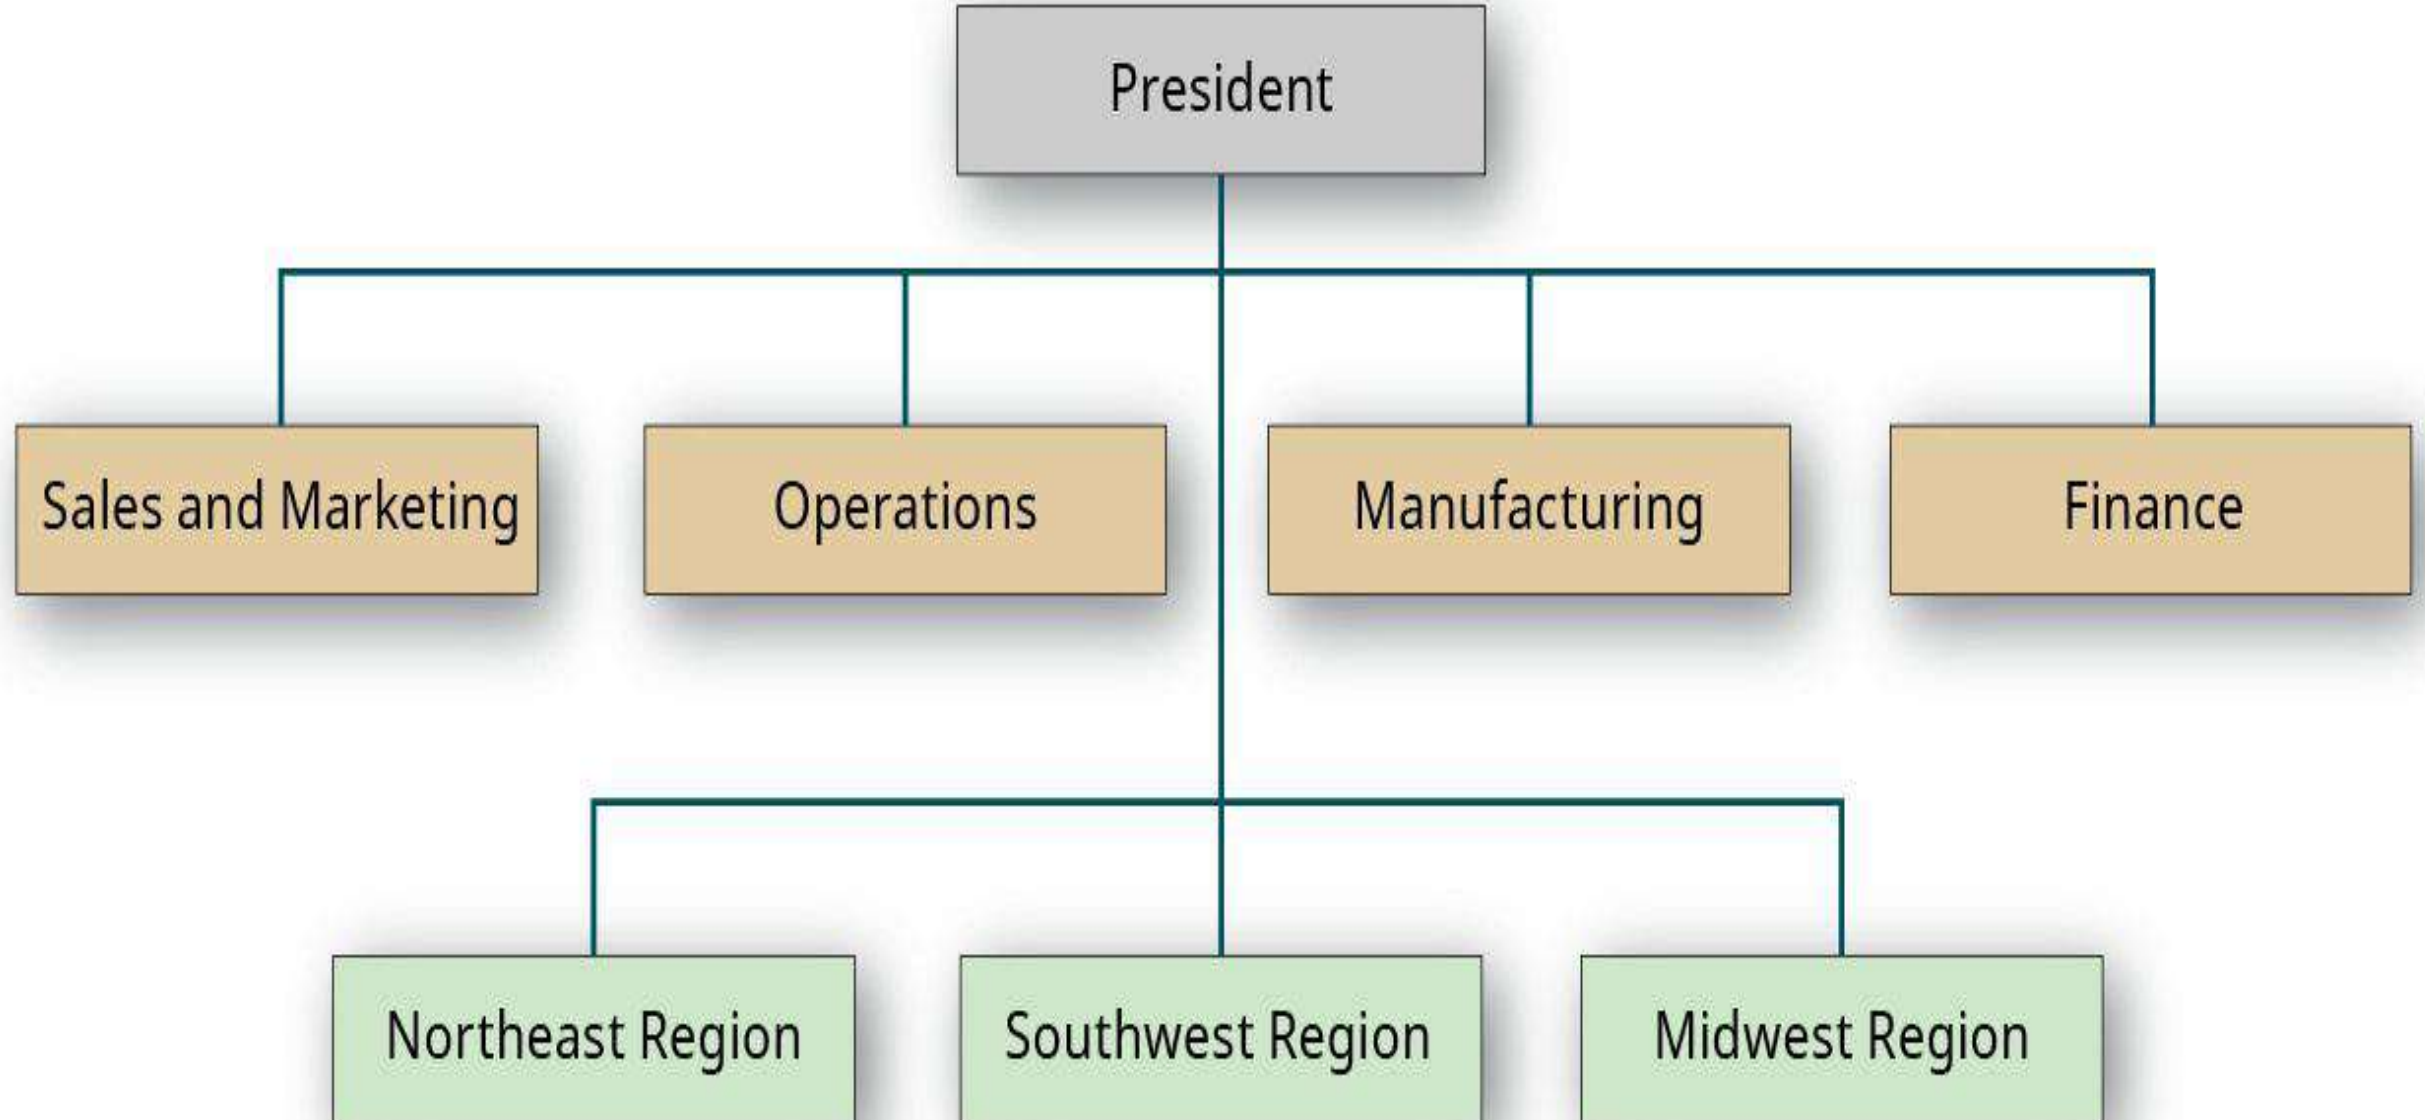 President
Sales and Marketing
Operations
Manufacturing
Finance
Northeast Region
Southwest Region
Midwest Region